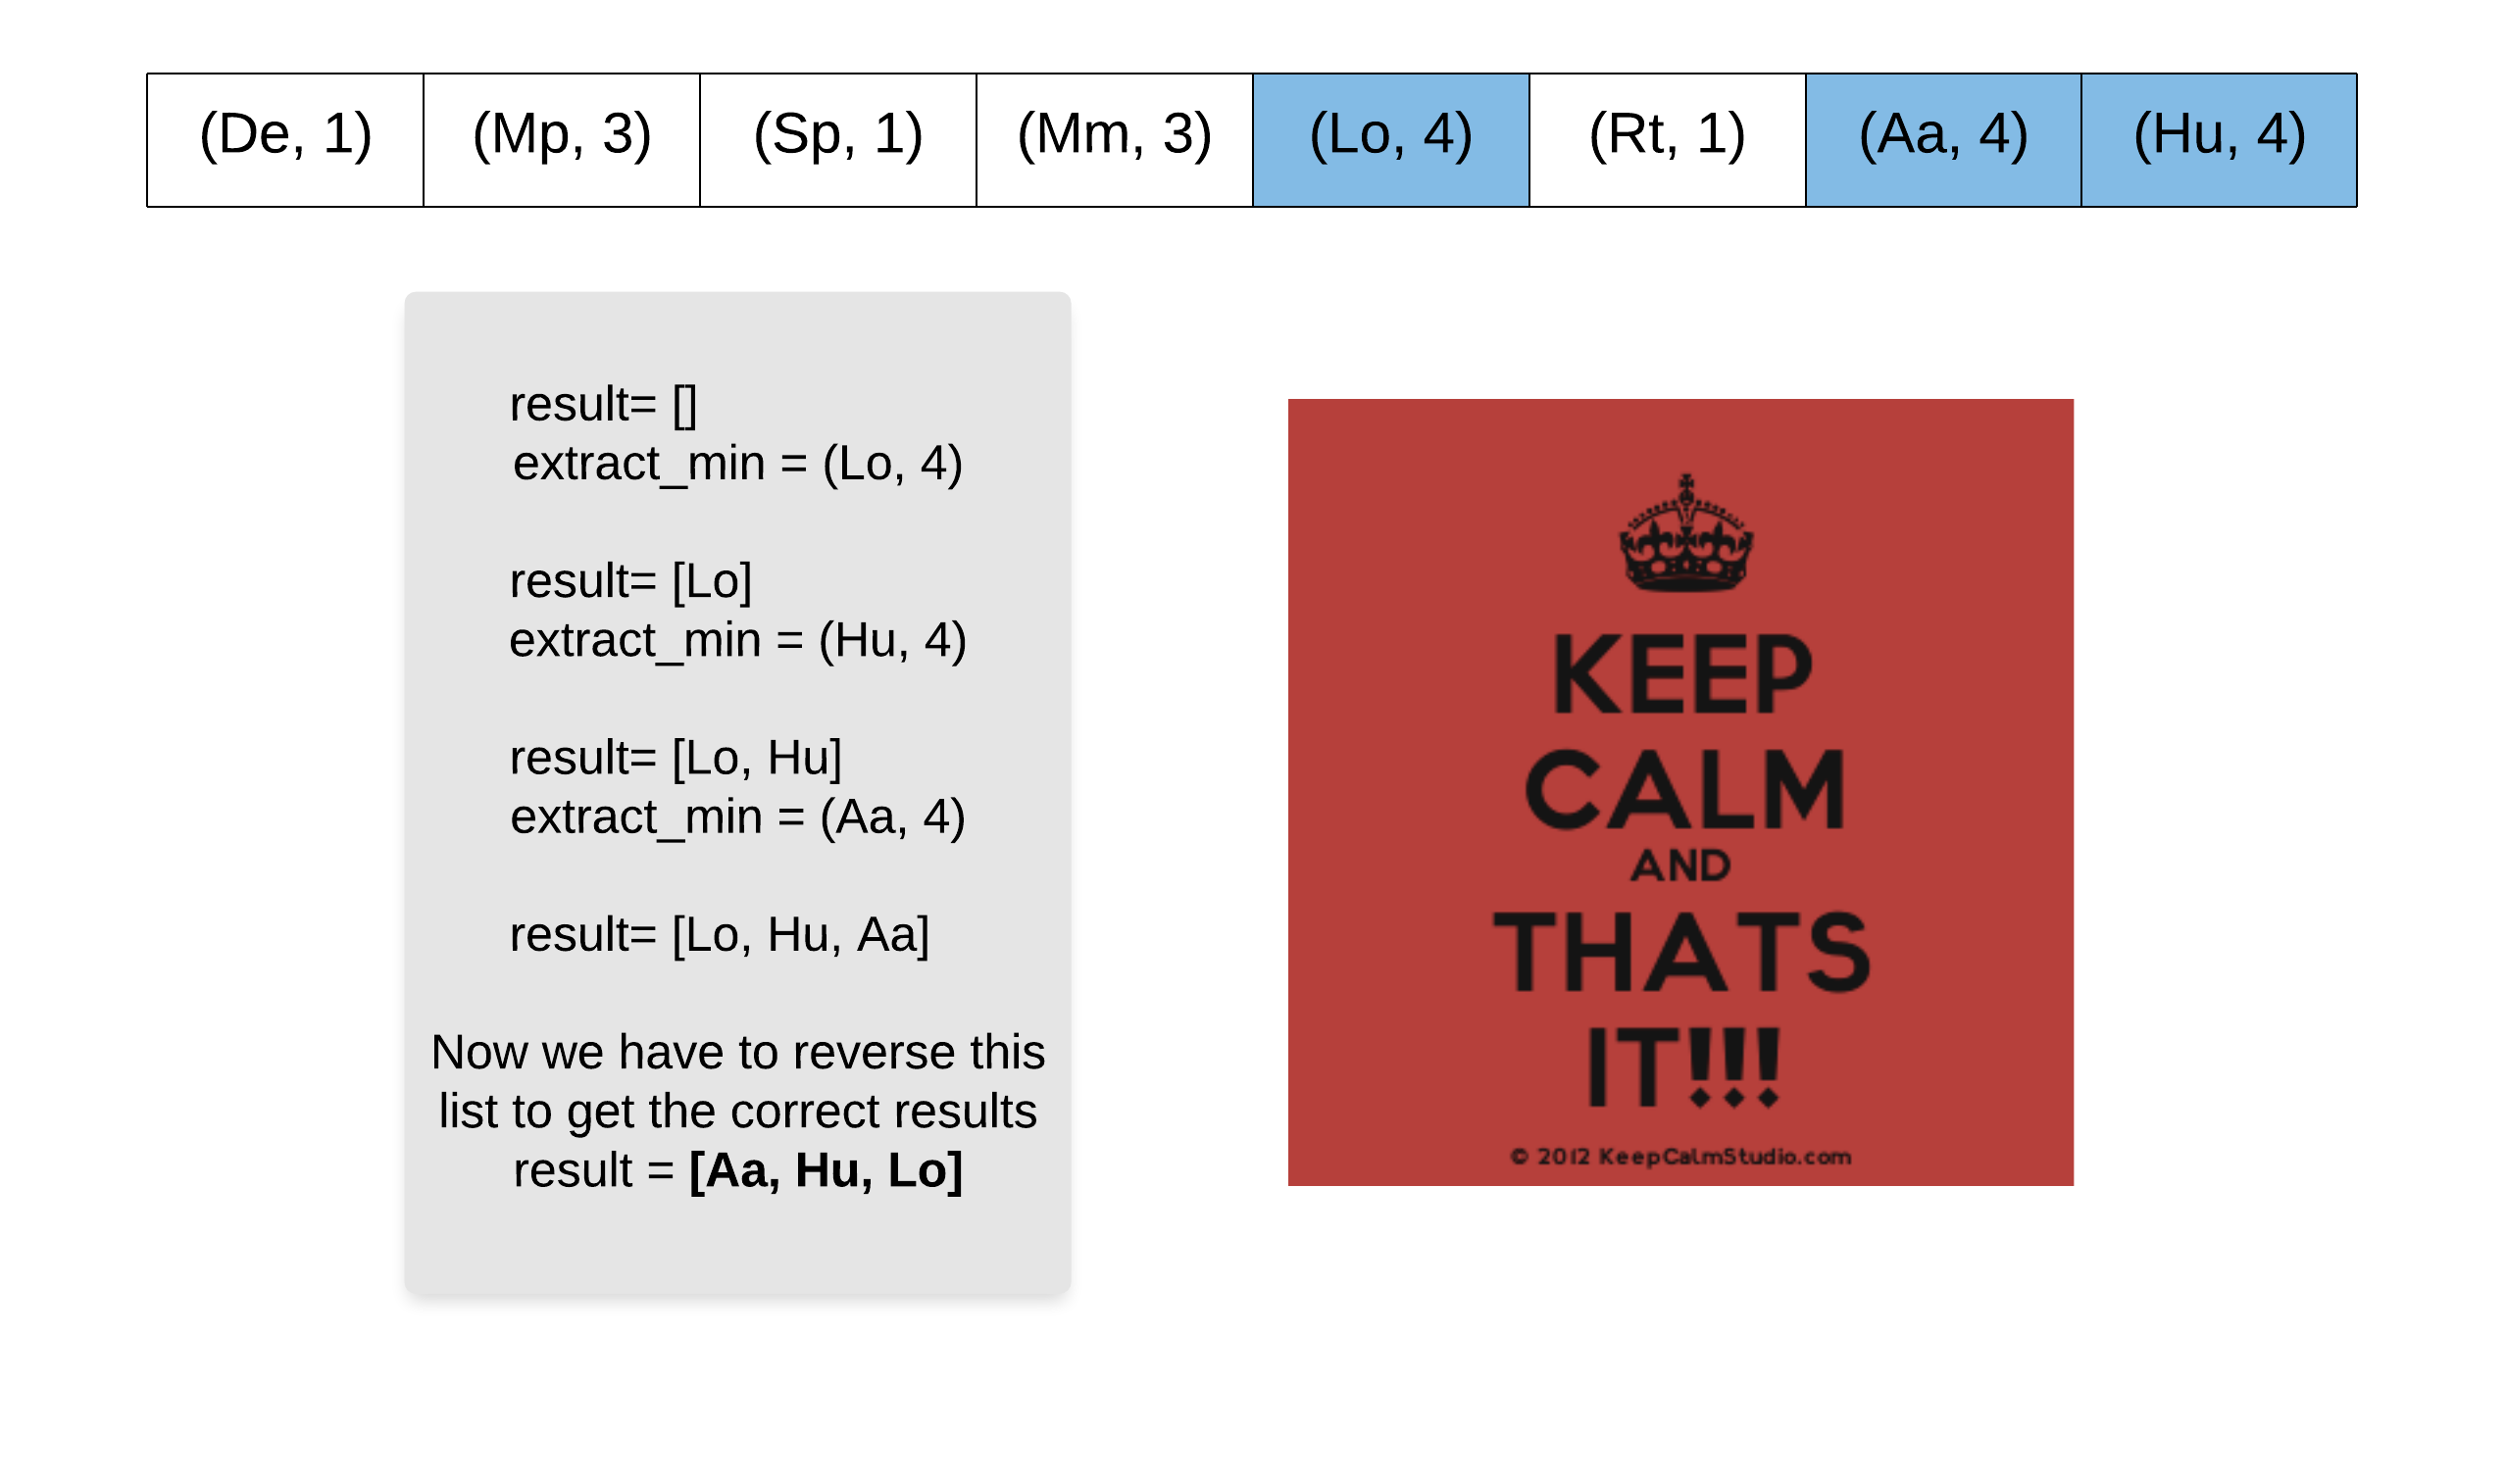 (De, 1) (Mp, 3) (Sp, 1) (Mm, 3) (Lo, 4) (Rt, 1) (Aa, 4) (Hu, 4)
result= []
extract_min = (Lo, 4)
result= [Lo]
extract_min = (Hu, 4)
result= [Lo, Hu]
extract_min = (Aa, 4)
result= [Lo, Hu, Aa]
Now we have to reverse this
list to get the correct results
result = [Aa, Hu, Lo]
KEEP
CALM
AND
THATS
IT!!!
© 2012 KeepCalmStudio.com